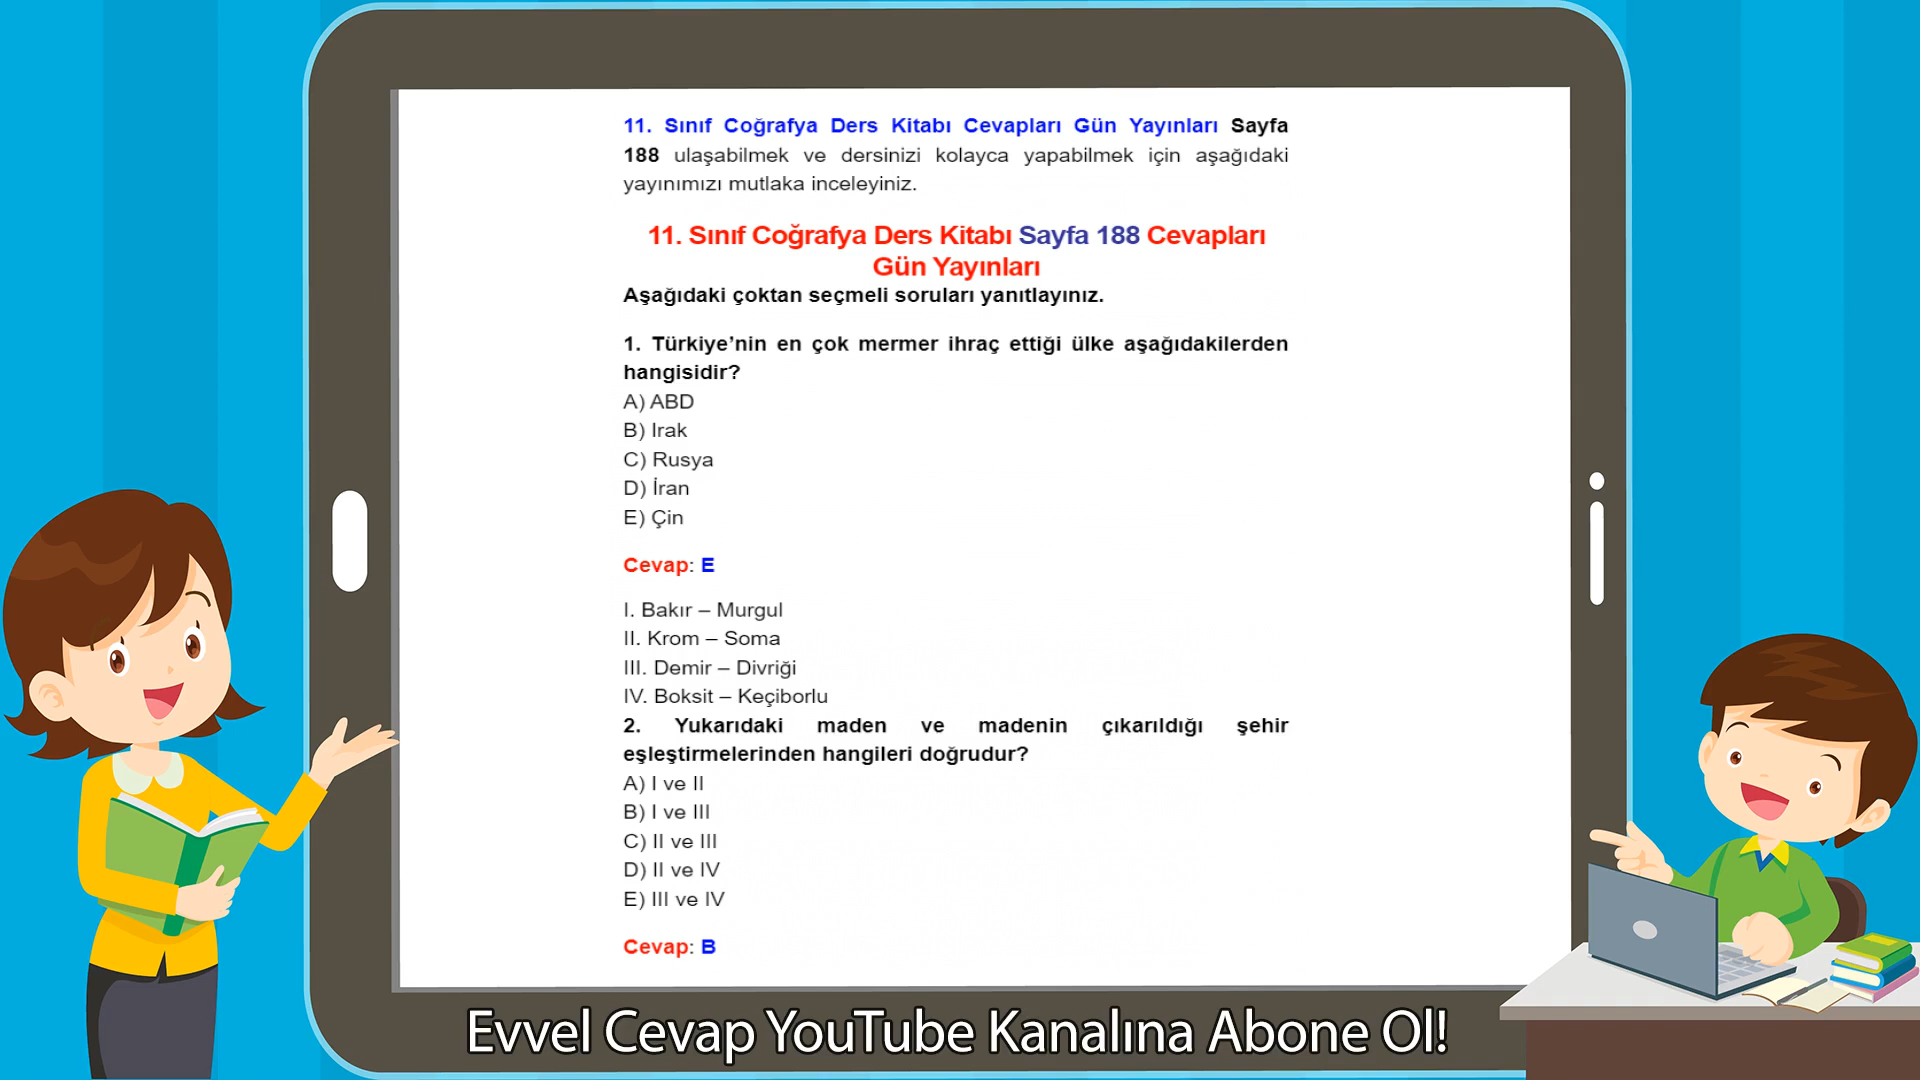 11. Sınıf Coğrafya Ders Kitabı Cevapları Gün Yayınları Sayfa
188 ulaşabilmek ve dersinizi kolayca yapabilmek için aşağıdaki
yayınımızı mutlaka inceleyiniz.
11. Sınıf Coğrafya Ders Kitabı Sayfa 188 Cevapları
Gün Yayınları
Aşağıdaki çoktan seçmeli soruları yanıtlayınız.
1. Türkiye’nin en çok mermer ihraç ettiği ülke aşağıdakilerden
hangisidir?
A) ABD
B) Irak
C) Rusya
D) İran
E) Çin
Cevap: E
I. Bakır – Murgul
II. Krom – Soma
III. Demir – Divriği
IV. Boksit – Keçiborlu
2. Yukarıdaki maden ve madenin çıkarıldığı şehir
eşleştirmelerinden hangileri doğrudur?
A) I ve II
B) I ve III
C) II ve III
D) II ve IV
E) III ve IV
Cevap: B
Evvel Cevap YouTube Kanalına Abone Ol!